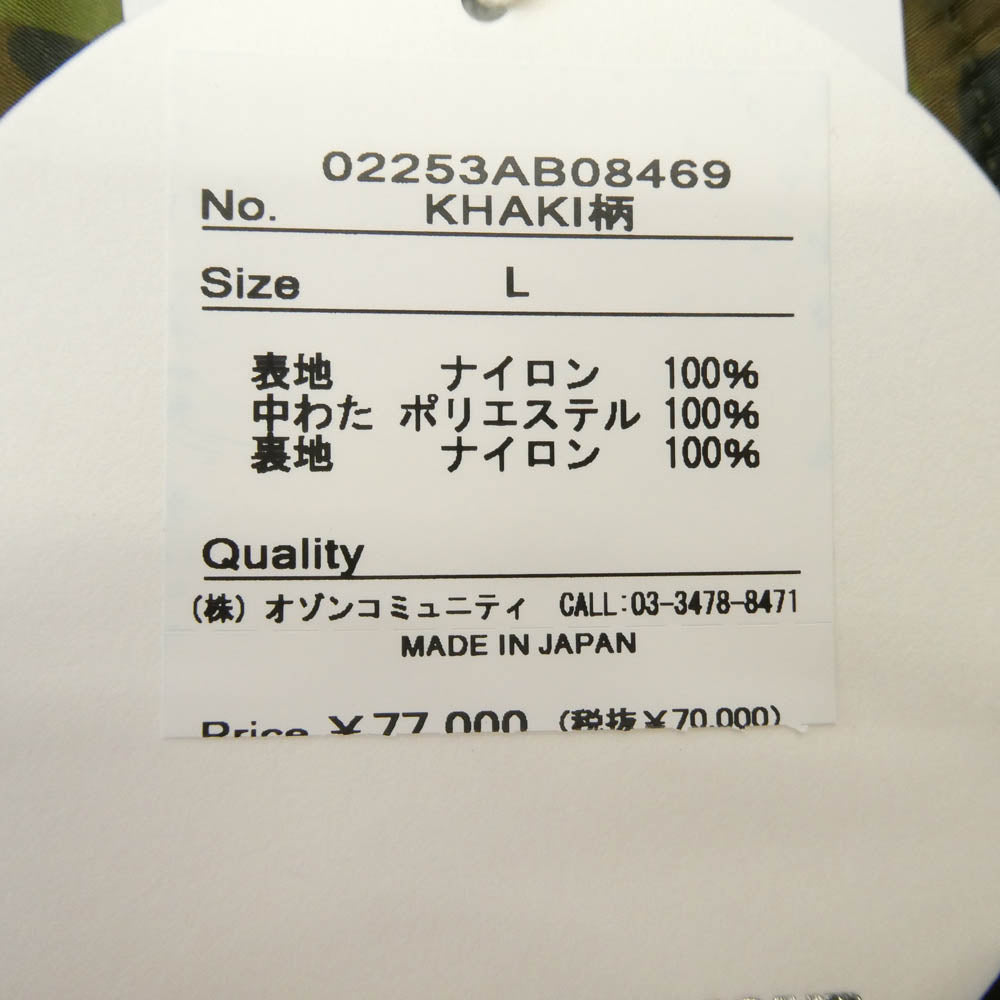 02253AB08469
No. KHAKI柄
Size L
表地 ナイロン 100%
中わた ポリエステル 100%
裏地 ナイロン 100%
Quality
(株) オゾンコミュニティ CALL:03-3478-8471
MADE IN JAPAN
Price ¥77,000 (税抜¥70,000)